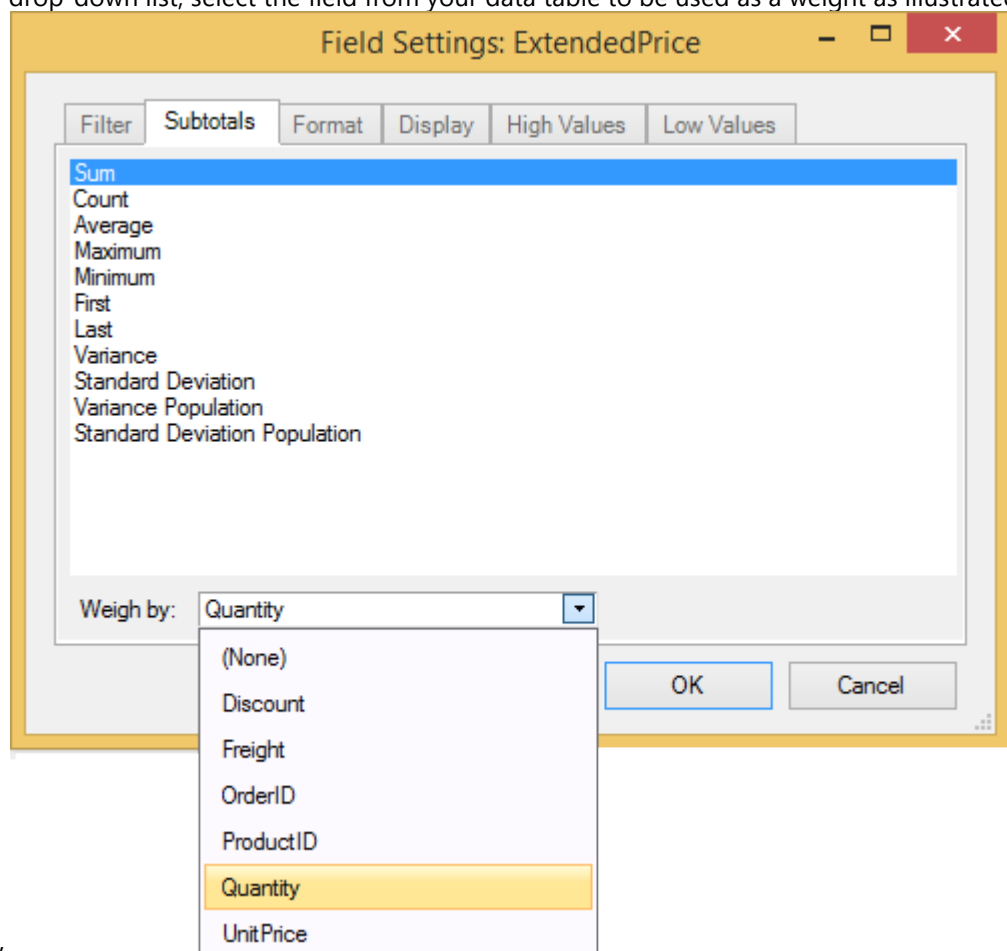 drop-down list, select the field from your data table to be used as a weight as illustrated
Field Settings: ExtendedPrice
Filter Subtotals Format Display High Values Low Values
Sum
Count
Average
Maximum
Minimum
First
Last
Variance
Standard Deviation
Variance Population
Standard Deviation Population
Weigh by: Quantity
(None)
Discount
Freight
OrderID
ProductID
Quantity
UnitPrice
OK Cancel